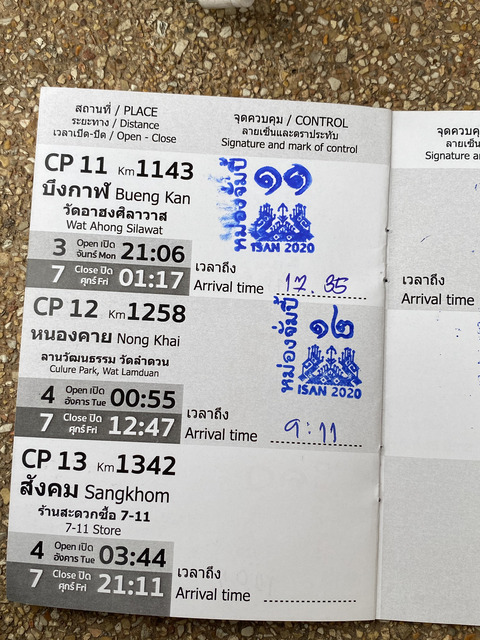 สถานที่ / PLACE
ระยะทาง / Distance
เวลาเปิด-ปิด / Open - Close
จุดควบคุม / CONTROL
ลายเซ็นและตราประทับ
Signature and mark of control
CP 11 Km 1143
บึงกาฬ Bueng Kan
วัดอาฮงศิลาวาส
Wat Ahong Silawat
3 Open เปิด จันทร์ Mon 21:06
7 Close ปิด ศุกร์ Fri 01:17
หม่องจ้ำปี้ ๑๑
ISAN 2020
เวลาถึง
Arrival time 17.35
CP 12 Km 1258
หนองคาย Nong Khai
ลานวัฒนธรรม วัดลำดวน
Culure Park, Wat Lamduan
4 Open เปิด อังคาร Tue 00:55
7 Close ปิด ศุกร์ Fri 12:47
หม่องจ้ำปี้ ๑๒
ISAN 2020
เวลาถึง
Arrival time 9:11
CP 13 Km 1342
สังคม Sangkhom
ร้านสะดวกซื้อ 7-11
7-11 Store
4 Open เปิด อังคาร Tue 03:44
7 Close ปิด ศุกร์ Fri 21:11
เวลาถึง
Arrival time
จุดค
ลายเ
Signature a
เวลาถึง
Arrival time